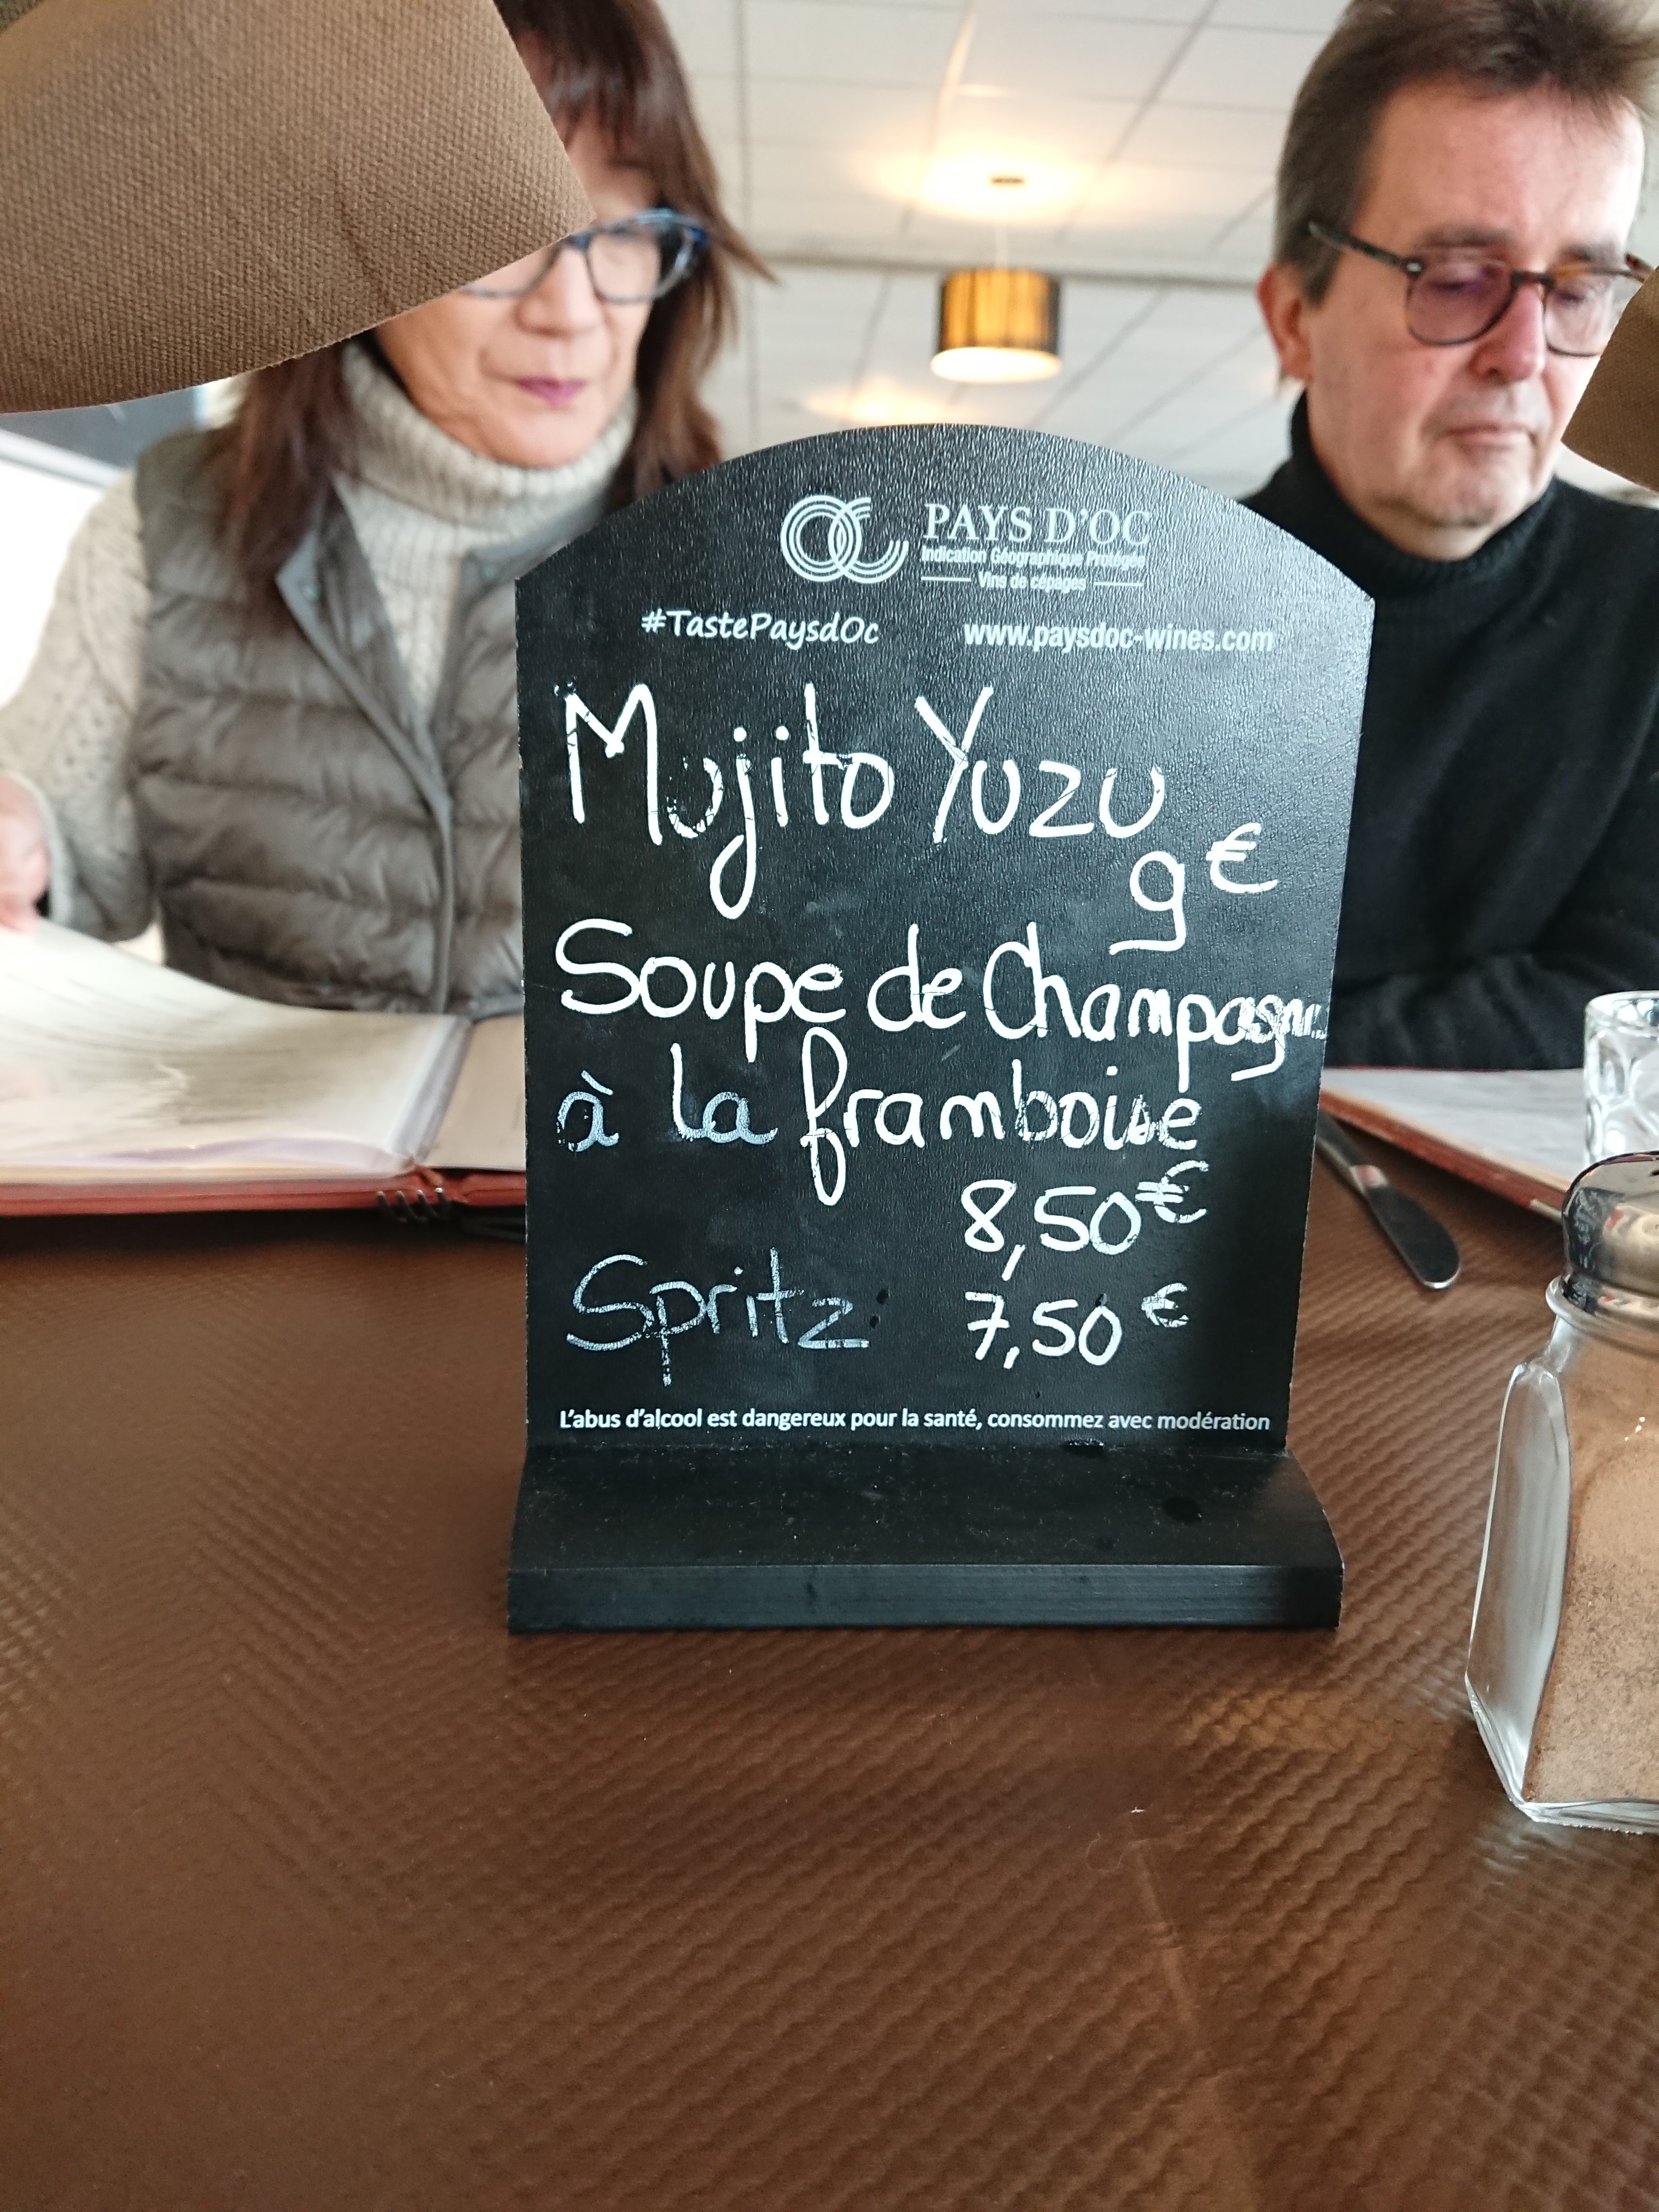 PAYS D'OC
Indication Géographique Protégée
Vins de cépages
#TastePaysdOc www.paysdoc-wines.com
Mujito Yuzu
9€
Soupe de Champagne
à la framboise
8,50€
Spritz: 7,50€
L'abus d'alcool est dangereux pour la santé, consommez avec modération